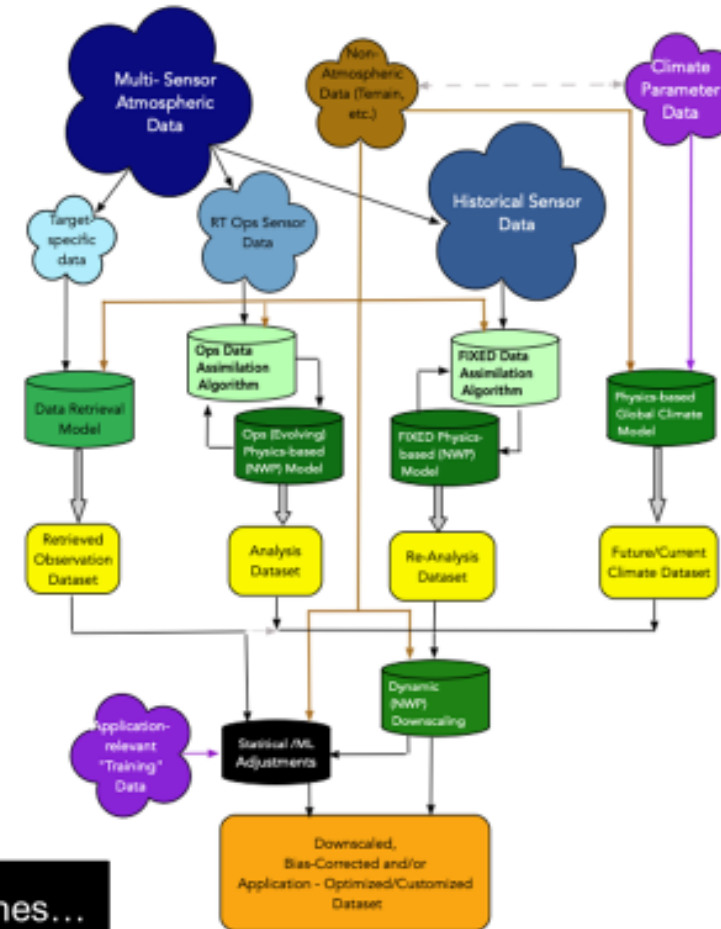 Multi- Sensor
Atmospheric
Data
Non-
Atmospheric
Data (Terrain,
etc.)
Climate
Parameter
Data
Target-
specific
data
RT Ops Sensor
Data
Historical Sensor
Data
Ops Data
Assimilation
Algorithm
FIXED Data
Assimilation
Algorithm
Data Retrieval
Model
Ops (Evolving)
Physics-based
(NWP) Model
FIXED Physics-
based (NWP)
Model
Physics-based
Global Climate
Model
Retrieved
Observation
Dataset
Analysis
Dataset
Re-Analysis
Dataset
Future/Current
Climate Dataset
Dynamic
(NWP)
Downscaling
Application-
relevant
"Training"
Data
Statitical /ML
Adjustments
Downscaled,
Bias-Corrected and/or
Application - Optimized/Customized
Dataset
nes...